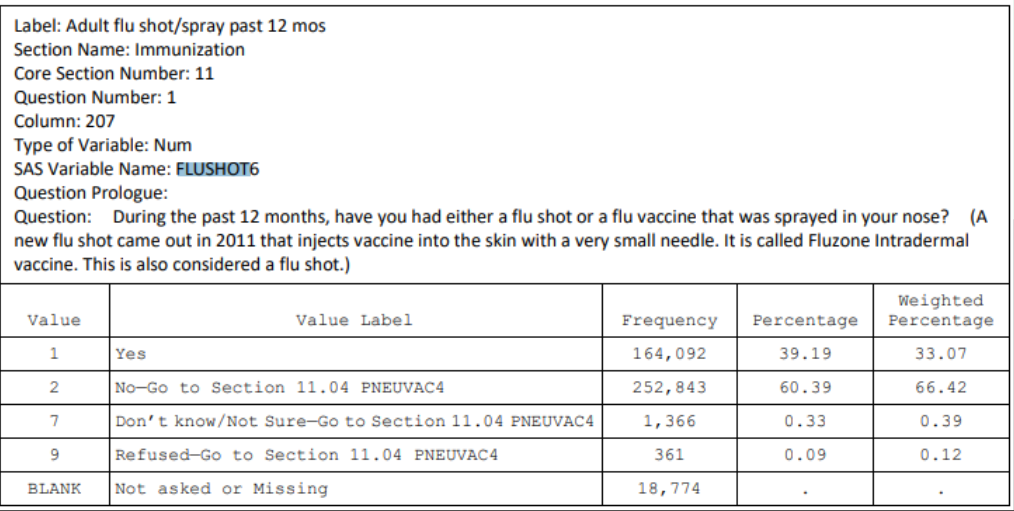 Label: Adult flu shot/spray past 12 mos
Section Name: Immunization
Core Section Number: 11
Question Number: 1
Column: 207
Type of Variable: Num
SAS Variable Name: FLUSHOT6
Question Prologue:
Question: During the past 12 months, have you had either a flu shot or a flu vaccine that was sprayed in your nose? (A
new flu shot came out in 2011 that injects vaccine into the skin with a very small needle. It is called Fluzone Intradermal
vaccine. This is also considered a flu shot.)
Value Value Label Frequency Percentage Weighted Percentage
1 Yes 164,092 39.19 33.07
2 No—Go to Section 11.04 PNEUVAC4 252,843 60.39 66.42
7 Don't know/Not Sure—Go to Section 11.04 PNEUVAC4 1,366 0.33 0.39
9 Refused—Go to Section 11.04 PNEUVAC4 361 0.09 0.12
BLANK Not asked or Missing 18,774 . .